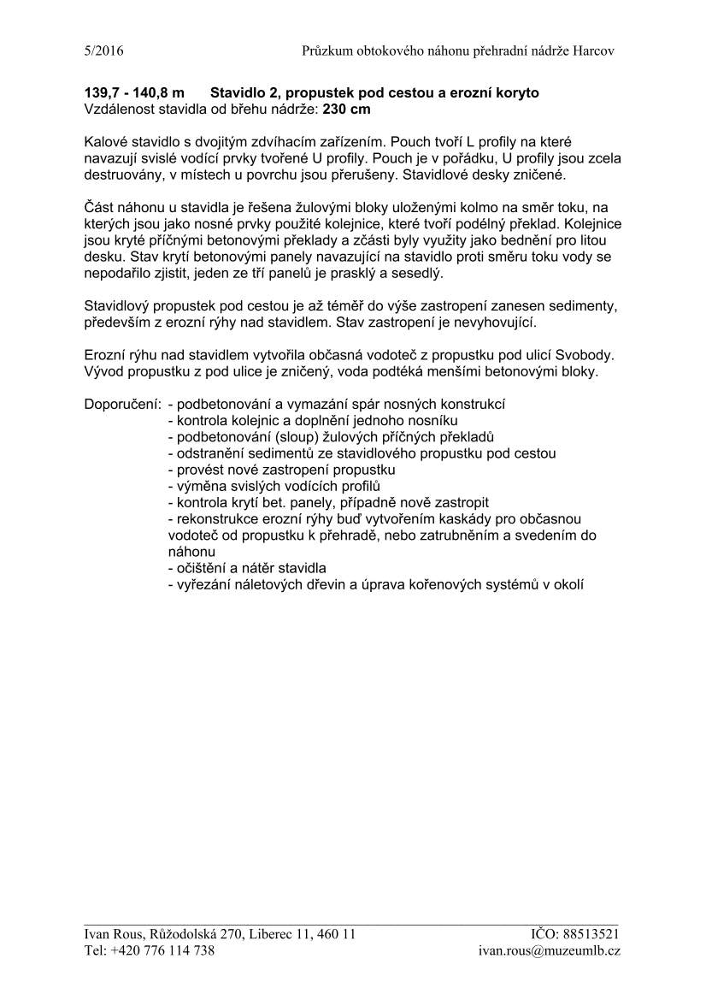 5/2016 Průzkum obtokového náhonu přehradní nádrže Harcov
139,7 - 140,8 m Stavidlo 2, propustek pod cestou a erozní koryto
Vzdálenost stavidla od břehu nádrže: 230 cm
Kalové stavidlo s dvojitým zdvíhacím zařízením. Pouch tvoří L profily na které
navazují svislé vodící prvky tvořené U profily. Pouch je v pořádku, U profily jsou zcela
destruovány, v místech u povrchu jsou přerušeny. Stavidlové desky zničené.
Část náhonu u stavidla je řešena žulovými bloky uloženými kolmo na směr toku, na
kterých jsou jako nosné prvky použité kolejnice, které tvoří podélný překlad. Kolejnice
jsou kryté příčnými betonovými překlady a zčásti byly využity jako bednění pro litou
desku. Stav krytí betonovými panely navazující na stavidlo proti směru toku vody se
nepodařilo zjistit, jeden ze tří panelů je prasklý a sesedlý.
Stavidlový propustek pod cestou je až téměř do výše zastropení zanesen sedimenty,
především z erozní rýhy nad stavidlem. Stav zastropení je nevyhovující.
Erozní rýhu nad stavidlem vytvořila občasná vodoteč z propustku pod ulicí Svobody.
Vývod propustku z pod ulice je zničený, voda podtéká menšími betonovými bloky.
Doporučení: - podbetonování a vymazání spár nosných konstrukcí
- kontrola kolejnic a doplnění jednoho nosníku
- podbetonování (sloup) žulových příčných překladů
- odstranění sedimentů ze stavidlového propustku pod cestou
- provést nové zastropení propustku
- výměna svislých vodících profilů
- kontrola krytí bet. panely, případně nově zastropit
- rekonstrukce erozní rýhy buď vytvořením kaskády pro občasnou
vodoteč od propustku k přehradě, nebo zatrubněním a svedením do
náhonu
- očištění a nátěr stavidla
- vyřezání náletových dřevin a úprava kořenových systémů v okolí
Ivan Rous, Růžodolská 270, Liberec 11, 460 11 IČO: 88513521
Tel: +420 776 114 738 ivan.rous@muzeumlb.cz